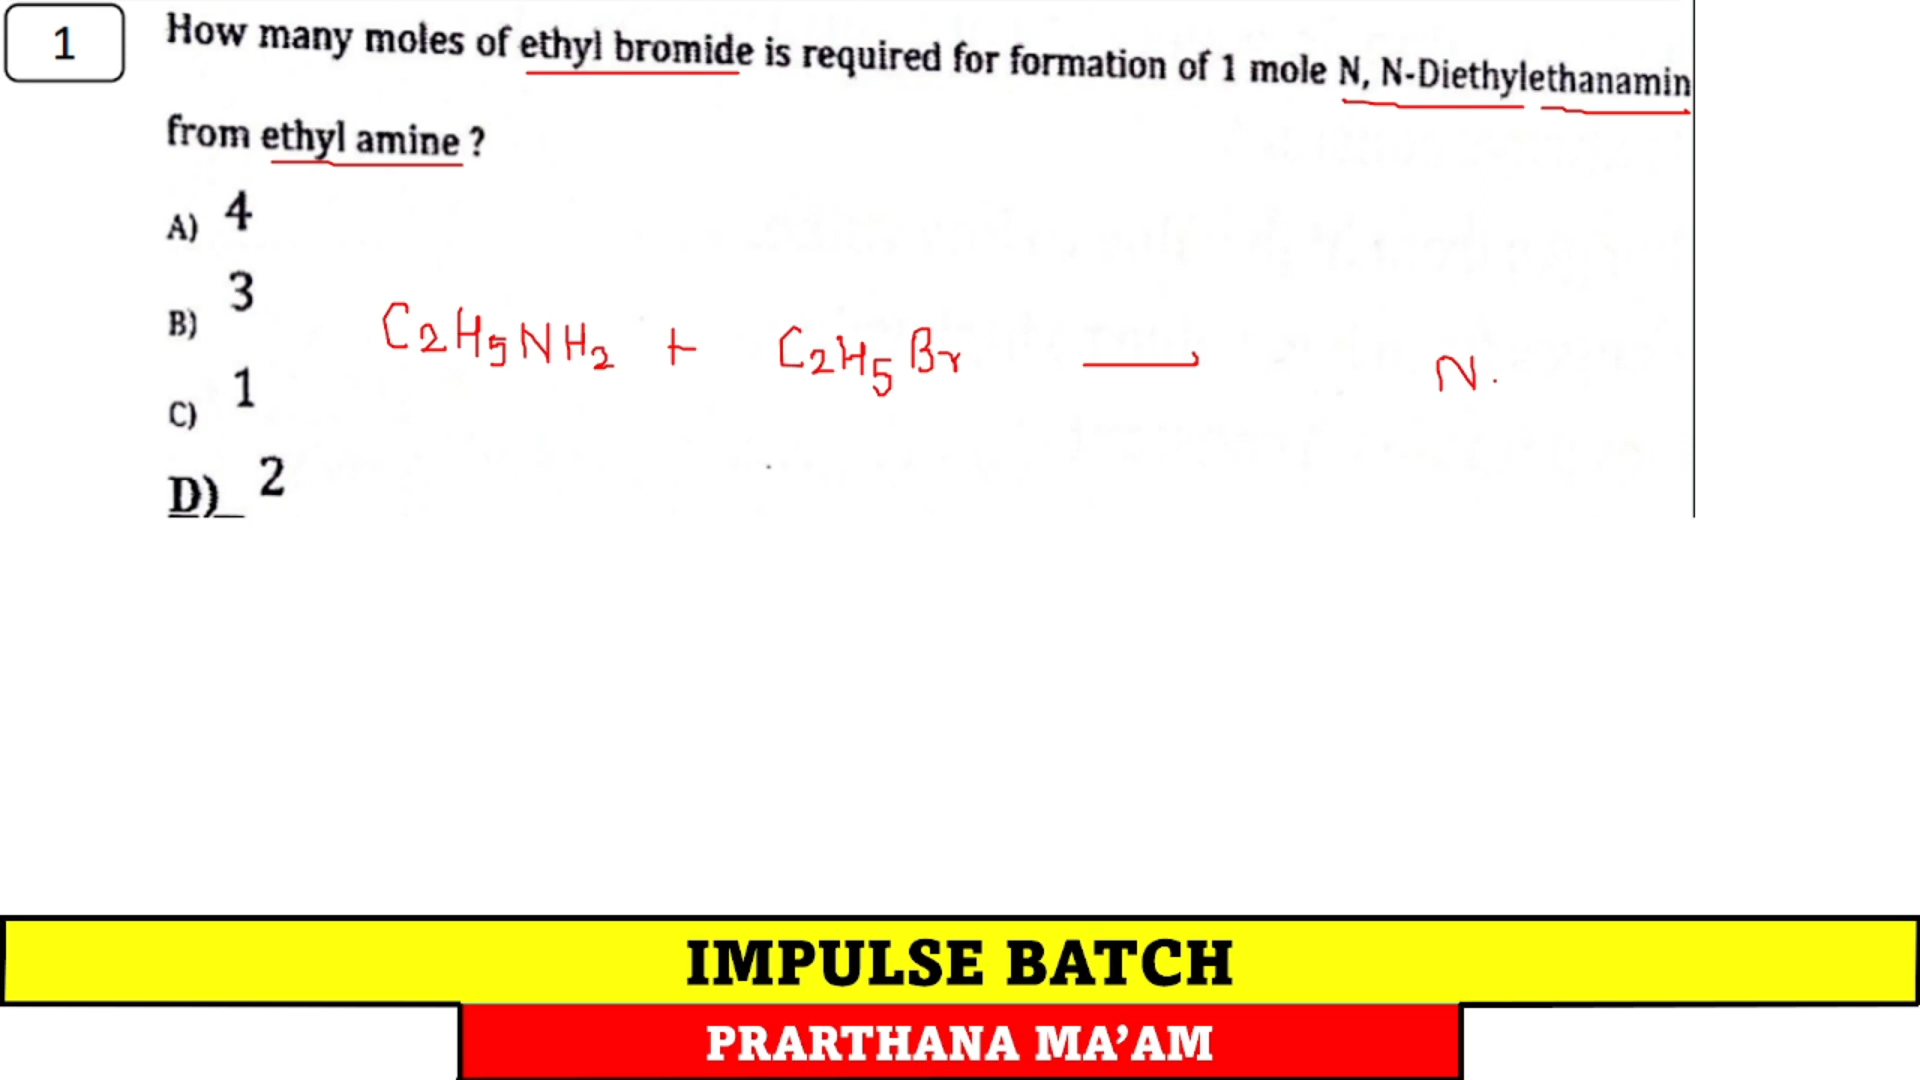 1
How many moles of ethyl bromide is required for formation of 1 mole N, N-Diethylethanamin
from ethyl amine ?
A) 4
B) 3
C) 1
D) 2
C2H5NH2 + C2H5Br N.
IMPULSE BATCH
PRARTHANA MA’AM